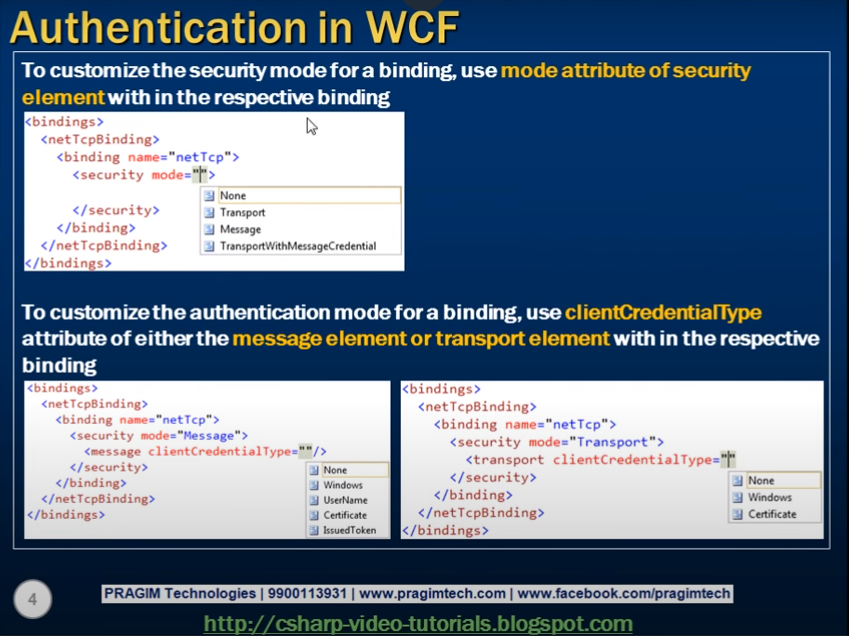 Authentication in WCF
To customize the security mode for a binding, use mode attribute of security
element with in the respective binding
<bindings>
<netTcpBinding>
<binding name="netTcp">
<security mode="">
None
Transport
</security>
Message
</binding>
TransportWithMessageCredential
</netTcpBinding>
</bindings>
To customize the authentication mode for a binding, use clientCredentialType
attribute of either the message element or transport element with in the respective
binding
<bindings>
<netTcpBinding>
<binding name="netTcp">
<security mode="Message">
<message clientCredentialType=""/>
</security>
</binding>
</netTcpBinding>
</bindings>
None
Windows
UserName
Certificate
IssuedToken
<bindings>
<netTcpBinding>
<binding name="netTcp">
<security mode="Transport">
<transport clientCredentialType=""
</security>
</binding>
</netTcpBinding>
</bindings>
None
Windows
Certificate
4
PRAGIM Technologies | 9900113931 | www.pragimtech.com | www.facebook.com/pragimtech
http://csharp-video-tutorials.blogspot.com